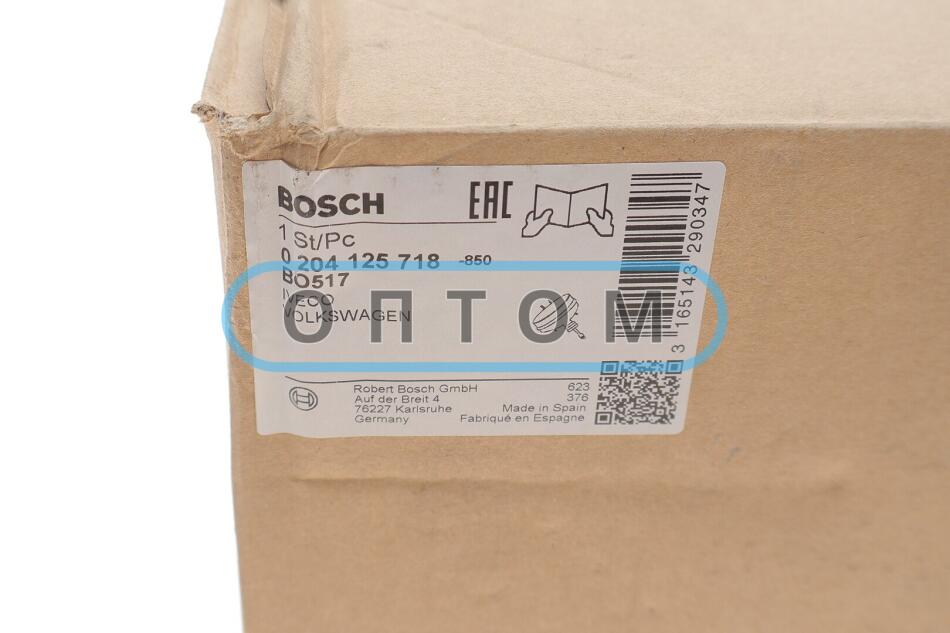 BOSCH
EAC
1 St/Pc
0 204 125 718 -850
BO517
IVECO
VOLKSWAGEN
ОПТОМ
3 165143 290347
Robert Bosch GmbH
Auf der Breit 4
76227 Karlsruhe
Germany
623
376
Made in Spain
Fabriqué en Espagne